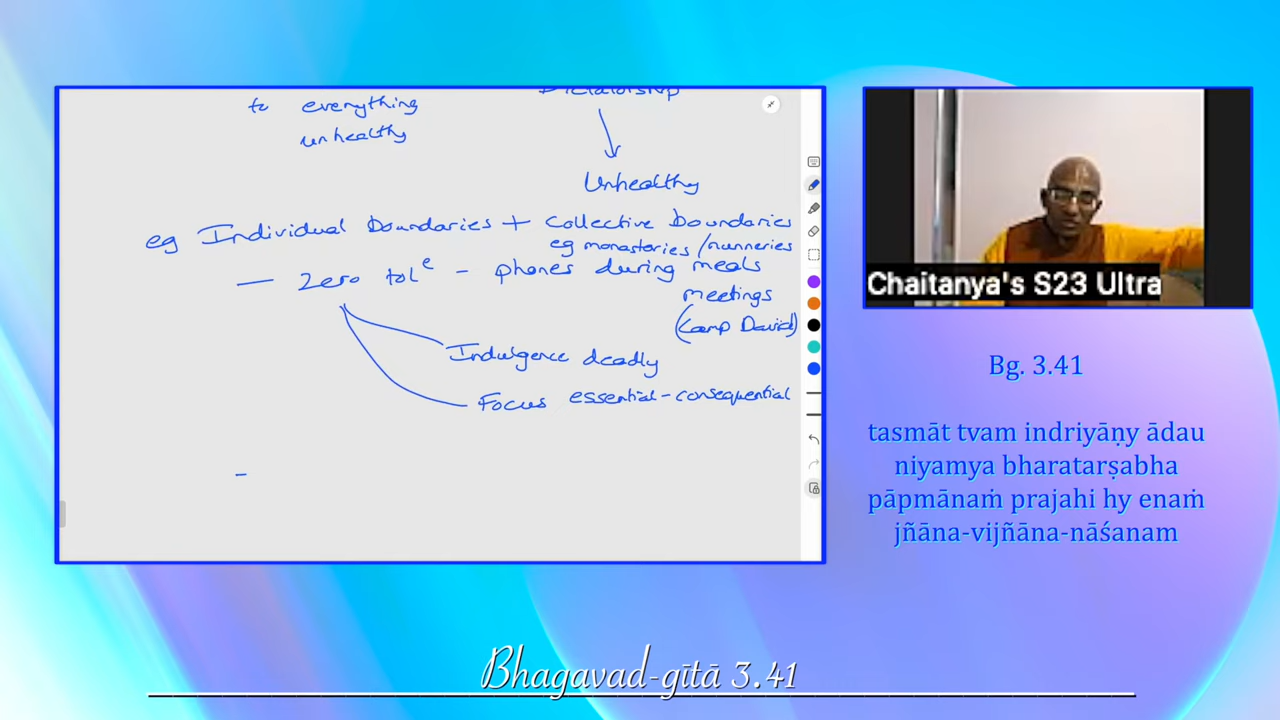 Dictatorship
to everything
unhealthy
Unhealthy
eg Individual Boundaries + Collective Boundaries
eg monasteries/nunneries
— Zero tolᵉ – phones during meals
meetings
(Camp David)
Indulgence deadly
Focus essential-consequential
–
Chaitanya's S23 Ultra
Bg. 3.41
tasmāt tvam indriyāṇy ādau
niyamya bharatarṣabha
pāpmānaṁ prajahi hy enaṁ
jñāna-vijñāna-nāśanam
Bhagavad-gītā 3.41